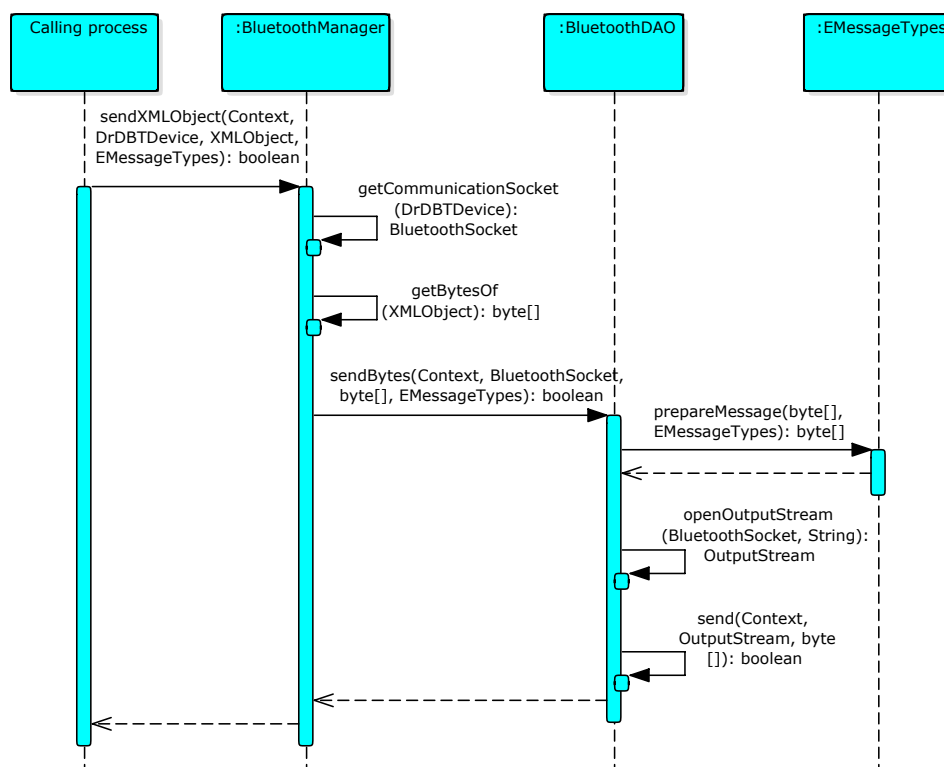 Calling process
:BluetoothManager
:BluetoothDAO
:EMessageTypes
sendXMLObject(Context,
DrDBTDevice, XMLObject,
EMessageTypes): boolean
getCommunicationSocket
(DrDBTDevice):
BluetoothSocket
getBytesOf
(XMLObject): byte[]
sendBytes(Context, BluetoothSocket,
byte[], EMessageTypes): boolean
prepareMessage(byte[],
EMessageTypes): byte[]
openOutputStream
(BluetoothSocket, String):
OutputStream
send(Context,
OutputStream, byte
[]): boolean